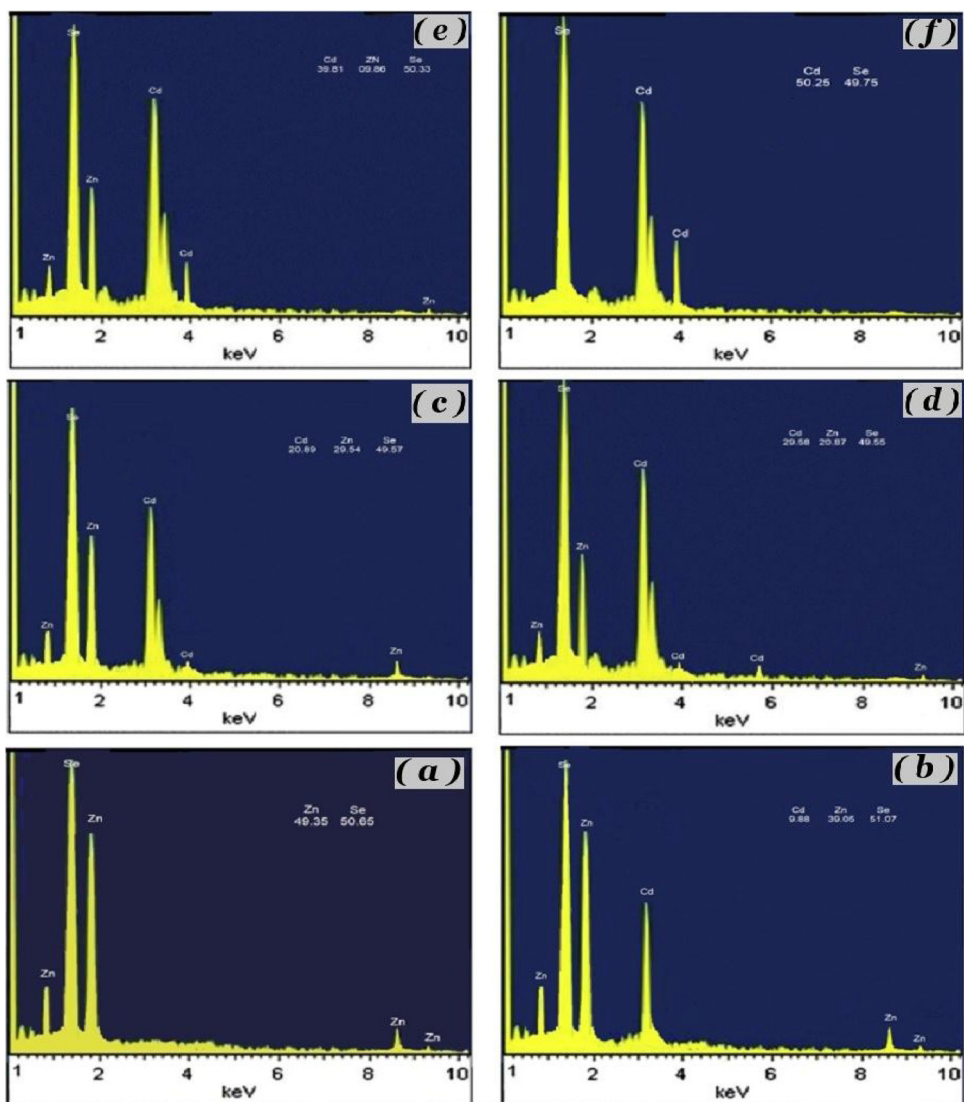 (e)
Se
Cd ZN Se
39.81 09.86 50.33
Cd
Zn
Cd
Zn
Zn
1 2 4 6 8 10
keV
(f)
Se
Cd Se
50.25 49.75
Cd
Cd
1 2 4 6 8 10
keV
(c)
Se
Cd Zn Se
20.89 29.54 49.57
Cd
Zn
Zn
Cd
Zn
1 2 4 6 8 10
keV
(d)
Se
Cd Zn Se
29.58 20.87 49.55
Cd
Zn
Zn
Cd
Cd
Zn
1 2 4 6 8 10
keV
(a)
Se
Zn Se
49.35 50.65
Zn
Zn
Zn
Zn
1 2 4 6 8 10
keV
(b)
Se
Cd Zn Se
9.88 39.05 51.07
Zn
Cd
Zn
Zn
Zn
1 2 4 6 8 10
keV